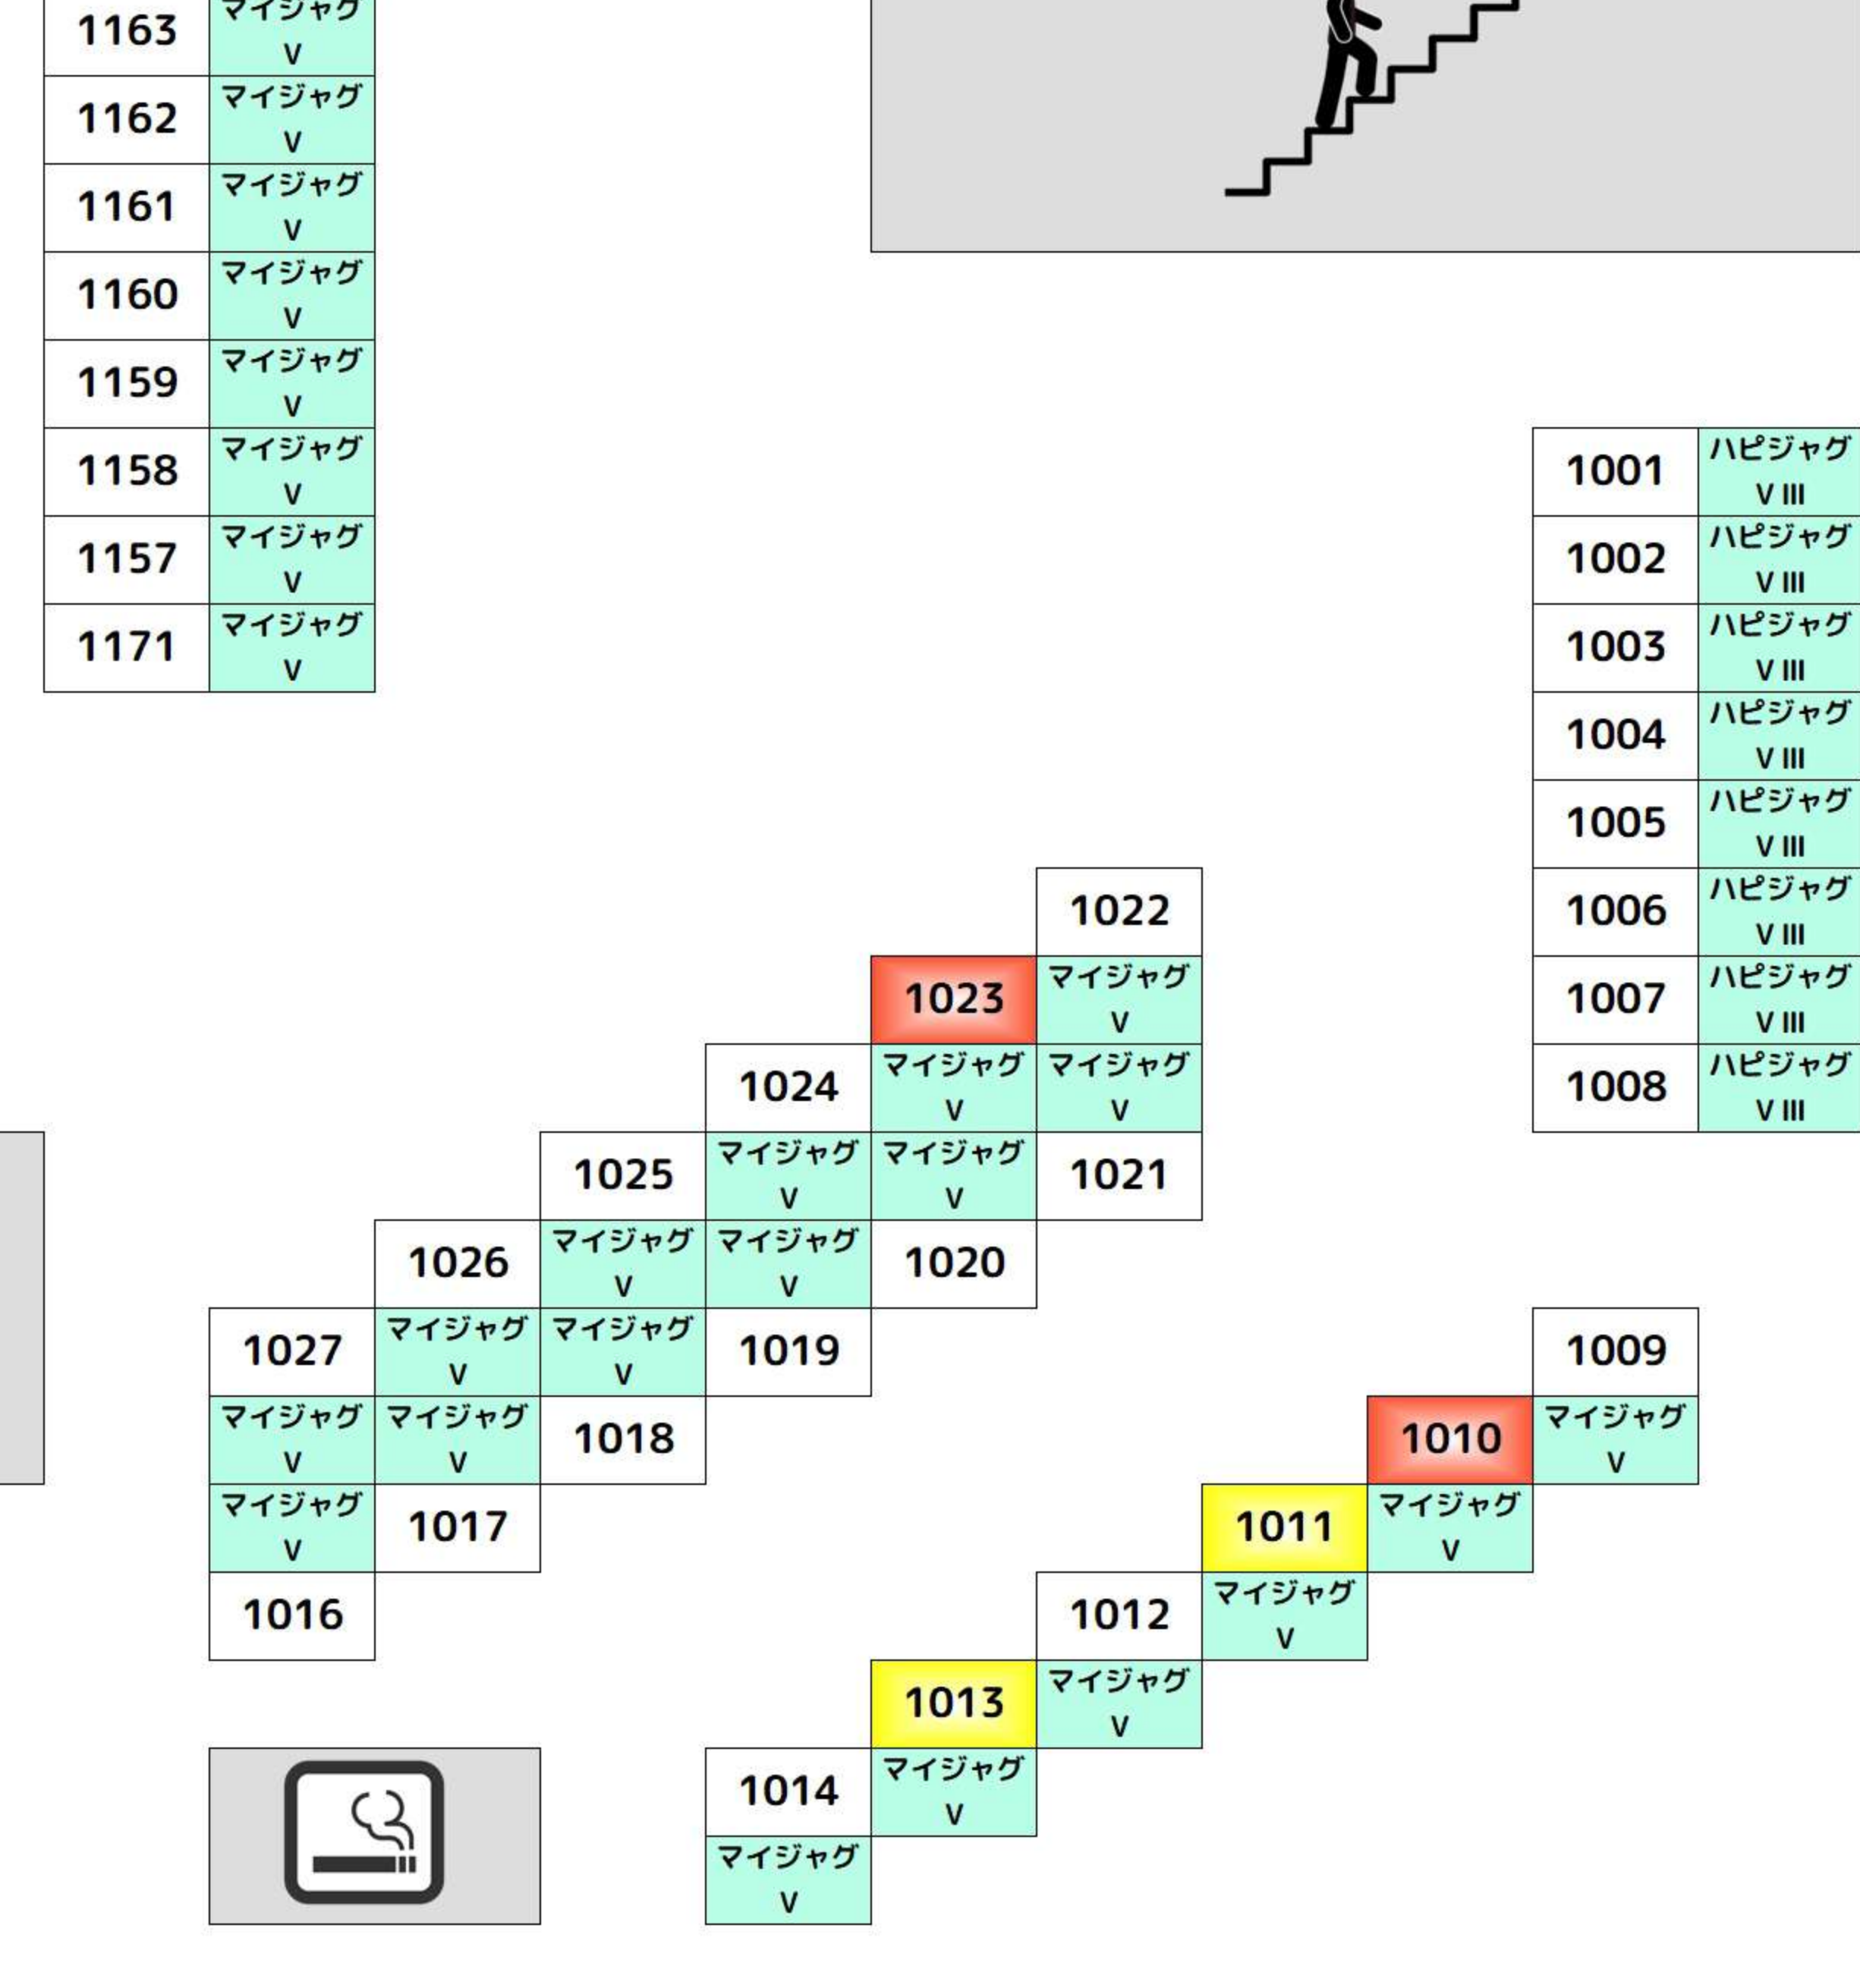 1163 マイジャグ
V
1162 マイジャグ
V
1161 マイジャグ
V
1160 マイジャグ
V
1159 マイジャグ
V
1158 マイジャグ
V
1157 マイジャグ
V
1171 マイジャグ
V
1001 ハピジャグ
V III
1002 ハピジャグ
V III
1003 ハピジャグ
V III
1004 ハピジャグ
V III
1005 ハピジャグ
V III
1006 ハピジャグ
V III
1007 ハピジャグ
V III
1008 ハピジャグ
V III
1022
1023 マイジャグ
V
1024 マイジャグ マイジャグ
V V
1025 マイジャグ マイジャグ 1021
V V
1026 マイジャグ マイジャグ 1020
V V
1027 マイジャグ マイジャグ 1019
V V
マイジャグ マイジャグ 1018
V V
マイジャグ 1017
V
1016
1009
1010 マイジャグ
V
1011 マイジャグ
V
1012 マイジャグ
V
1013 マイジャグ
V
1014 マイジャグ
V
マイジャグ
V